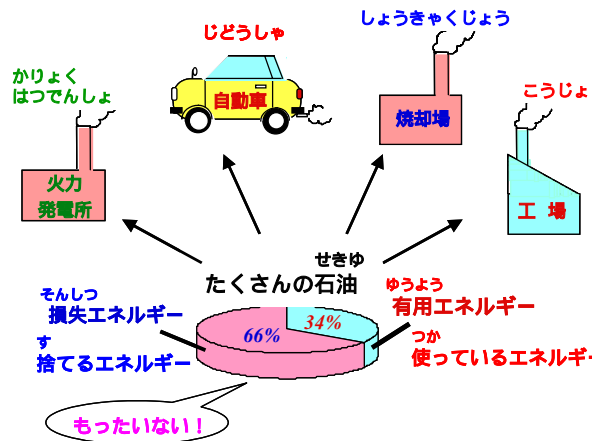 しょうきゃくじょう
じどうしゃ
かりょく
はつでんしょ
こうじょ
自動車
焼却場
火力
発電所
工 場
せきゆ
たくさんの石油
そんしつ
損失エネルギー
ゆうよう
有用エネルギー
66%
34%
す
捨てるエネルギー
つか
使っているエネルギ
もったいない！